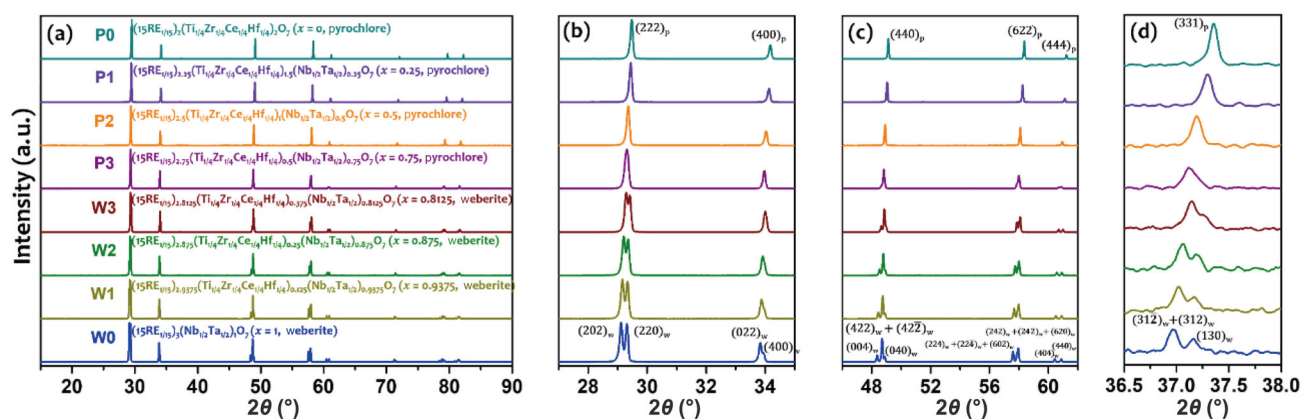 (a)
P0 (15RE₁/₁₅)₂(Ti₁/₄Zr₁/₄Ce₁/₄Hf₁/₄)₂O₇ (x = 0, pyrochlore)
P1 (15RE₁/₁₅)₂.₂₅(Ti₁/₄Zr₁/₄Ce₁/₄Hf₁/₄)₁.₅(Nb₁/₂Ta₁/₂)₀.₂₅O₇ (x = 0.25, pyrochlore)
P2 (15RE₁/₁₅)₂.₅(Ti₁/₄Zr₁/₄Ce₁/₄Hf₁/₄)₁(Nb₁/₂Ta₁/₂)₀.₅O₇ (x = 0.5, pyrochlore)
P3 (15RE₁/₁₅)₂.₇₅(Ti₁/₄Zr₁/₄Ce₁/₄Hf₁/₄)₀.₅(Nb₁/₂Ta₁/₂)₀.₇₅O₇ (x = 0.75, pyrochlore)
W3 (15RE₁/₁₅)₂.₈₁₂₅(Ti₁/₄Zr₁/₄Ce₁/₄Hf₁/₄)₀.₃₇₅(Nb₁/₂Ta₁/₂)₀.₈₁₂₅O₇ (x = 0.8125, weberite)
W2 (15RE₁/₁₅)₂.₈₇₅(Ti₁/₄Zr₁/₄Ce₁/₄Hf₁/₄)₀.₂₅(Nb₁/₂Ta₁/₂)₀.₈₇₅O₇ (x = 0.875, weberite)
W1 (15RE₁/₁₅)₂.₉₃₇₅(Ti₁/₄Zr₁/₄Ce₁/₄Hf₁/₄)₀.₁₂₅(Nb₁/₂Ta₁/₂)₀.₉₃₇₅O₇ (x = 0.9375, weberite)
W0 (15RE₁/₁₅)₃(Nb₁/₂Ta₁/₂)₁O₇ (x = 1, weberite)
Intensity (a.u.)
20 30 40 50 60 70 80 90
2θ (°)
(b)
(222)p
(400)p
(202)w
(220)w
(022)w
(400)w
28 30 32 34
2θ (°)
(c)
(440)p
(622)p
(444)p
(422)w + (422̄)w
(004)w
(040)w
(242)w + (242̄)w + (620)w
(224)w + (224̄)w + (602)w
(404)w
(440)w
48 52 56 60
2θ (°)
(d)
(331)p
(312̄)w + (312)w
(130)w
36.5 37.0 37.5 38.0
2θ (°)